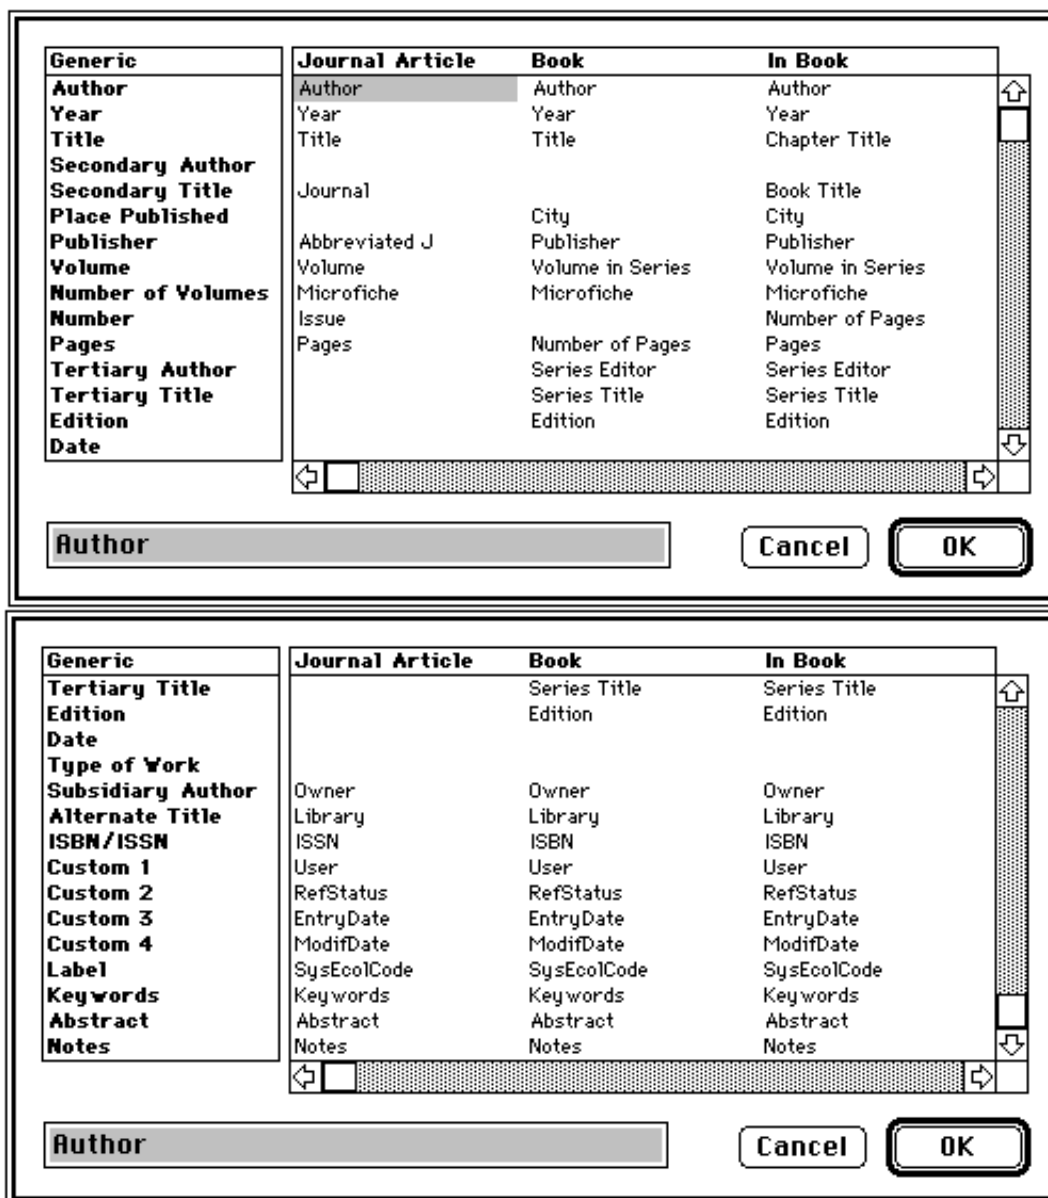 Generic Journal Article Book In Book
Author Author Author Author
Year Year Year Year
Title Title Title Chapter Title
Secondary Author
Secondary Title Journal Book Title
Place Published City City
Publisher Abbreviated J Publisher Publisher
Volume Volume Volume in Series Volume in Series
Number of Volumes Microfiche Microfiche Microfiche
Number Issue Number of Pages
Pages Pages Number of Pages Pages
Tertiary Author Series Editor Series Editor
Tertiary Title Series Title Series Title
Edition Edition Edition
Date
Author Cancel OK
Generic Journal Article Book In Book
Tertiary Title Series Title Series Title
Edition Edition Edition
Date
Type of Work
Subsidiary Author Owner Owner Owner
Alternate Title Library Library Library
ISBN/ISSN ISSN ISBN ISBN
Custom 1 User User User
Custom 2 RefStatus RefStatus RefStatus
Custom 3 EntryDate EntryDate EntryDate
Custom 4 ModifDate ModifDate ModifDate
Label SysEcolCode SysEcolCode SysEcolCode
Keywords Keywords Keywords Keywords
Abstract Abstract Abstract Abstract
Notes Notes Notes Notes
Author Cancel OK